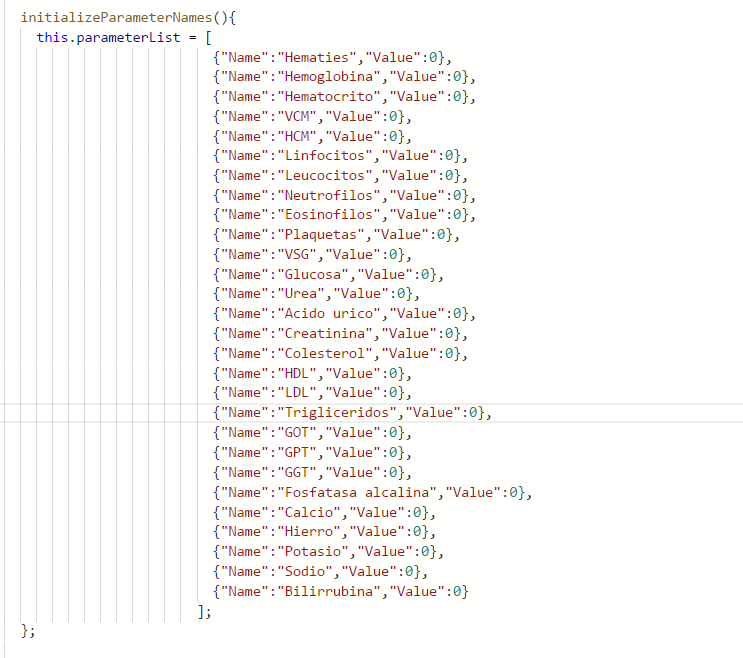 initializeParameterNames(){
this.parameterList = [
{"Name":"Hematies","Value":0},
{"Name":"Hemoglobina","Value":0},
{"Name":"Hematocrito","Value":0},
{"Name":"VCM","Value":0},
{"Name":"HCM","Value":0},
{"Name":"Linfocitos","Value":0},
{"Name":"Leucocitos","Value":0},
{"Name":"Neutrofilos","Value":0},
{"Name":"Eosinofilos","Value":0},
{"Name":"Plaquetas","Value":0},
{"Name":"VSG","Value":0},
{"Name":"Glucosa","Value":0},
{"Name":"Urea","Value":0},
{"Name":"Acido urico","Value":0},
{"Name":"Creatinina","Value":0},
{"Name":"Colesterol","Value":0},
{"Name":"HDL","Value":0},
{"Name":"LDL","Value":0},
{"Name":"Trigliceridos","Value":0},
{"Name":"GOT","Value":0},
{"Name":"GPT","Value":0},
{"Name":"GGT","Value":0},
{"Name":"Fosfatasa alcalina","Value":0},
{"Name":"Calcio","Value":0},
{"Name":"Hierro","Value":0},
{"Name":"Potasio","Value":0},
{"Name":"Sodio","Value":0},
{"Name":"Bilirrubina","Value":0}
];
};